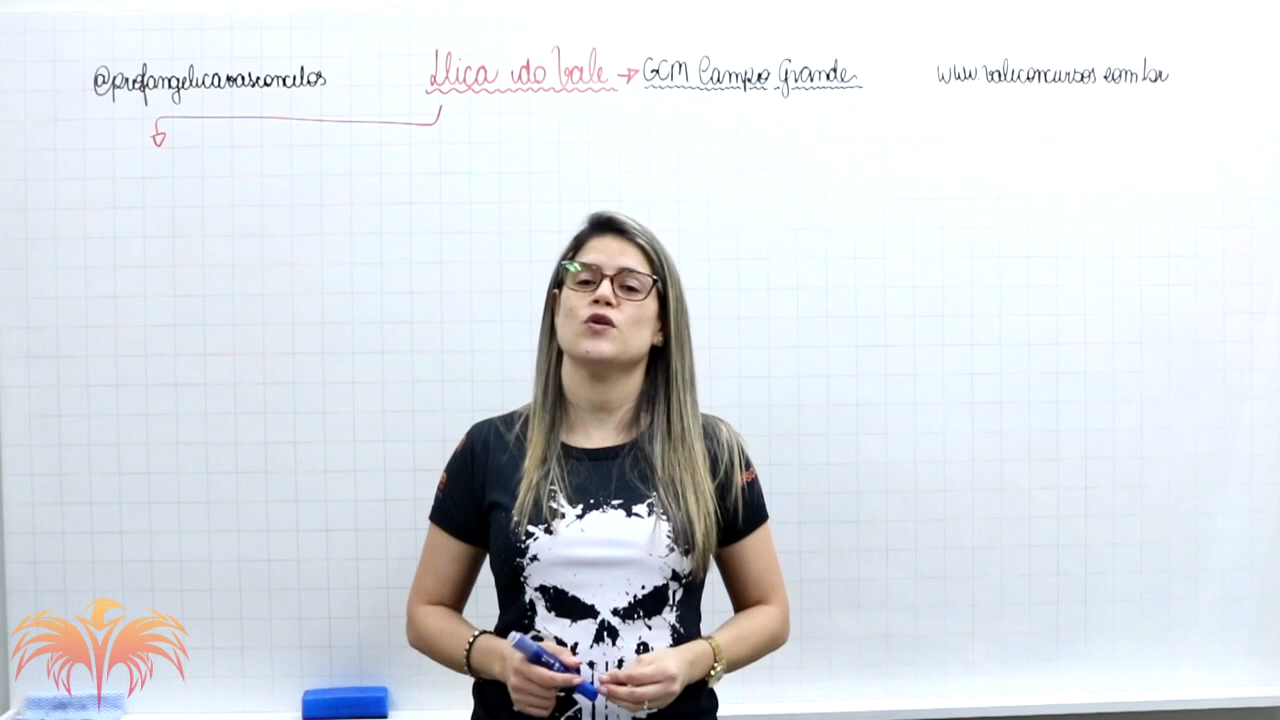 @profangelicavasconcelos
Dica do Vale → GCM Campo Grande
www.valeconcursos.com.br